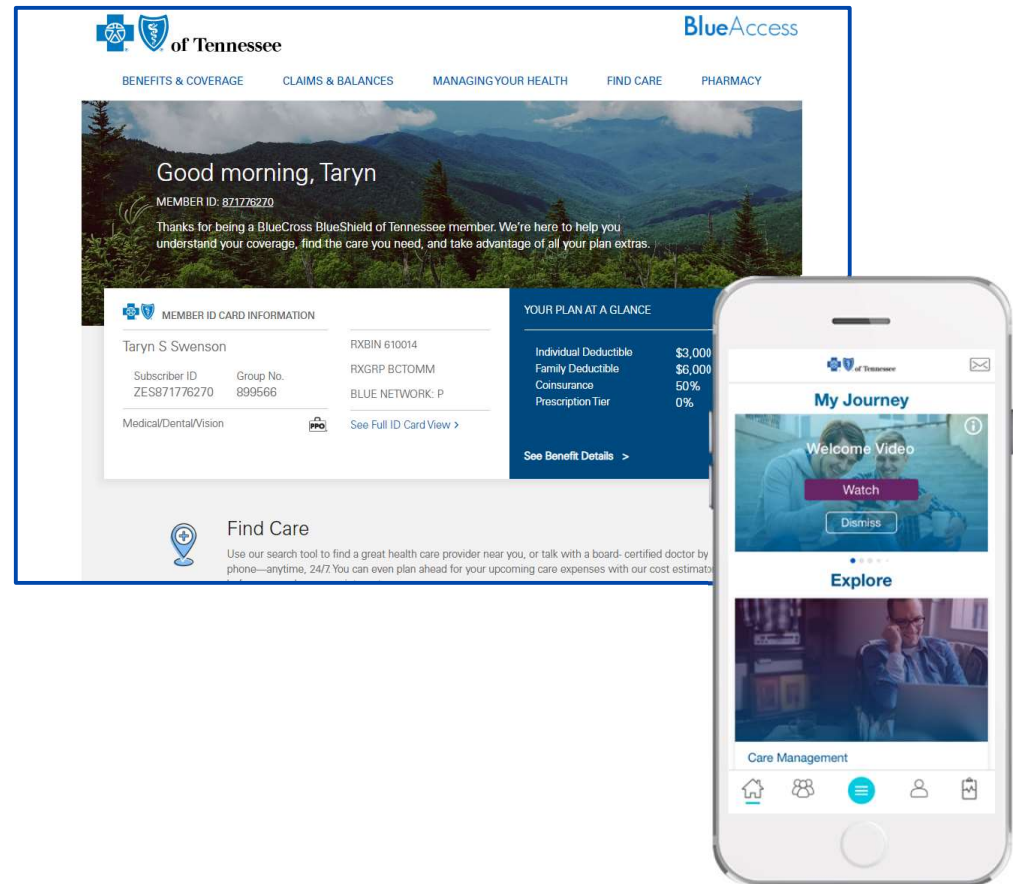 of Tennessee
BlueAccess
BENEFITS & COVERAGE CLAIMS & BALANCES MANAGING YOUR HEALTH FIND CARE PHARMACY
Good morning, Taryn
MEMBER ID: 871776270
Thanks for being a BlueCross BlueShield of Tennessee member. We're here to help you
understand your coverage, find the care you need, and take advantage of all your plan extras.
MEMBER ID CARD INFORMATION
Taryn S Swenson
Subscriber ID Group No.
ZES871776270 899566
Medical/Dental/Vision
PPO
RXBIN 610014
RXGRP BCTOMM
BLUE NETWORK: P
See Full ID Card View >
YOUR PLAN AT A GLANCE
Individual Deductible $3,000
Family Deductible $6,000
Coinsurance 50%
Prescription Tier 0%
See Benefit Details >
Find Care
Use our search tool to find a great health care provider near you, or talk with a board- certified doctor by
phone—anytime, 24/7. You can even plan ahead for your upcoming care expenses with our cost estimato
of Tennessee
My Journey
Welcome Video
Watch
Dismiss
Explore
Care Management